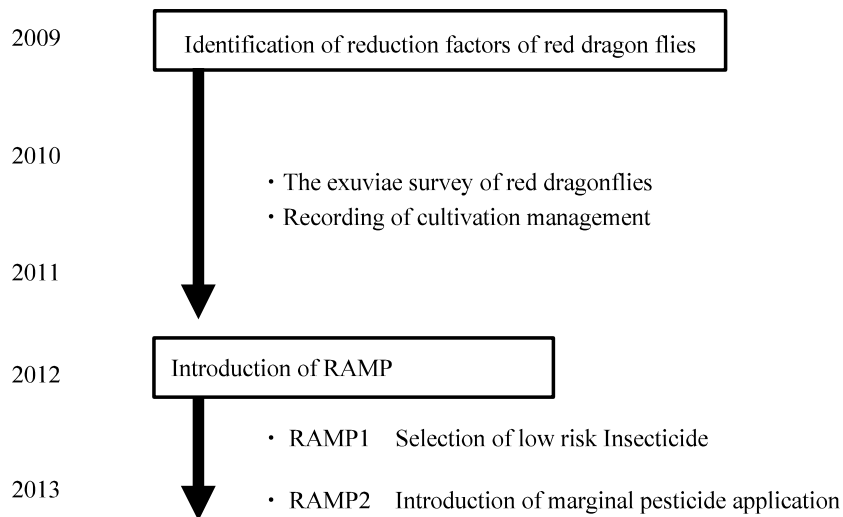 2009
Identification of reduction factors of red dragon flies
2010
・The exuviae survey of red dragonflies
・Recording of cultivation management
2011
Introduction of RAMP
2012
・ RAMP1 Selection of low risk Insecticide
2013
・ RAMP2 Introduction of marginal pesticide application